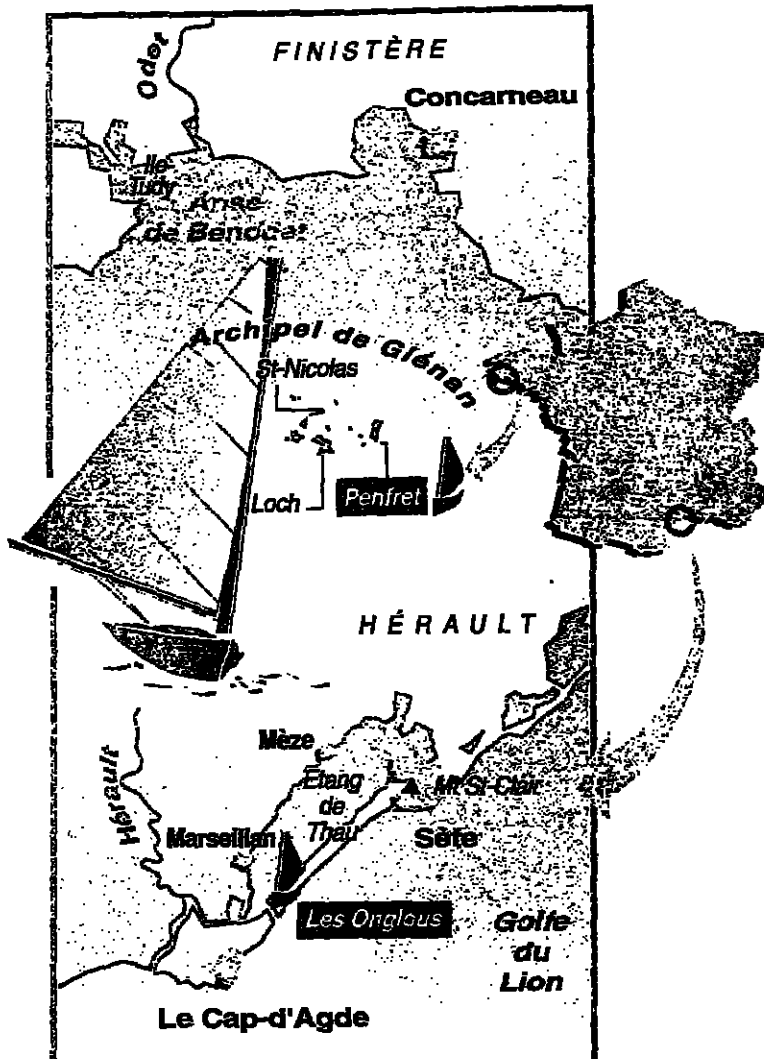 Odet
FINISTÈRE
Concarneau
Ile
Tudy
Anse
de Bénodet
Archipel de Glénan
St-Nicolas
Loch
Penfret
HÉRAULT
Hérault
Mèze
Etang
de
Thau
Mt St-Clair
Marseillan
Sète
Les Onglous
Golfe
du
Lion
Le Cap-d'Agde